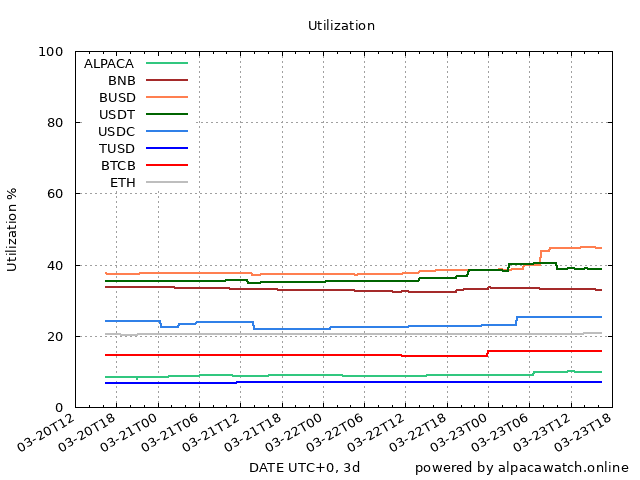 Utilization
100
80
60
40
20
0
Utilization %
ALPACA
BNB
BUSD
USDT
USDC
TUSD
BTCB
ETH
03-20T12
03-20T18
03-21T00
03-21T06
03-21T12
03-21T18
03-22T00
03-22T06
03-22T12
03-22T18
03-23T00
03-23T06
03-23T12
03-23T18
DATE UTC+0, 3d
powered by alpacawatch.online